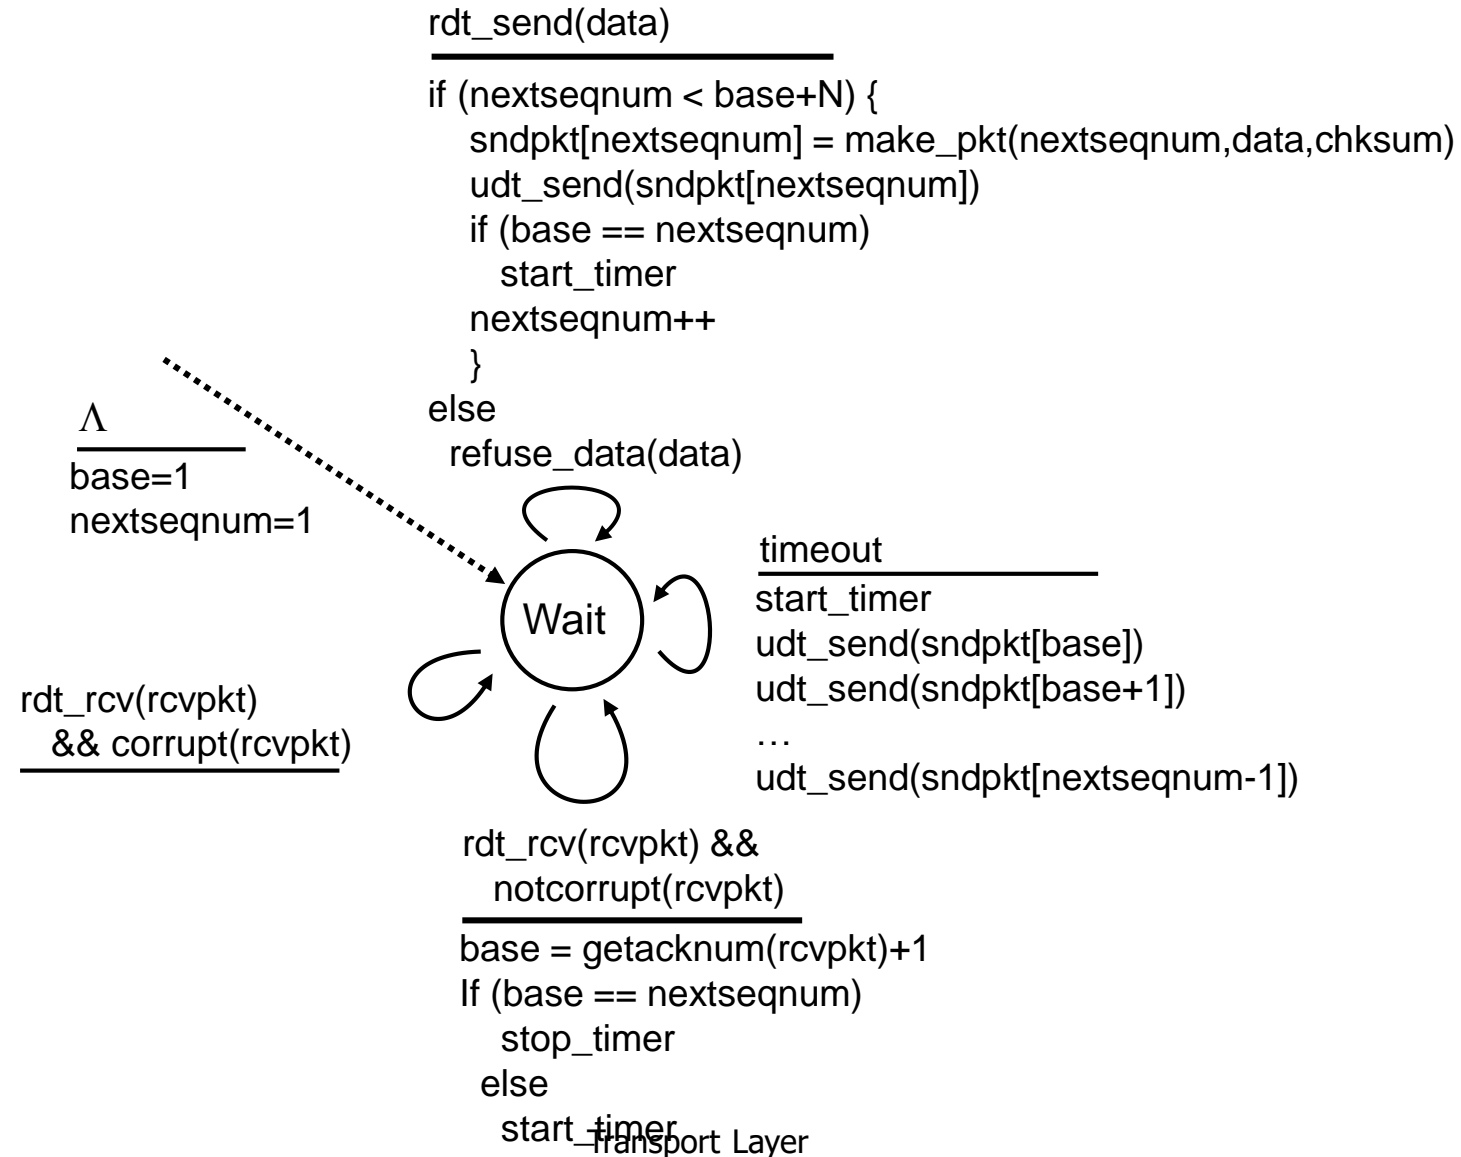 rdt_send(data)
if (nextseqnum < base+N) {
sndpkt[nextseqnum] = make_pkt(nextseqnum,data,chksum)
udt_send(sndpkt[nextseqnum])
if (base == nextseqnum)
start_timer
nextseqnum++
}
else
refuse_data(data)
Λ
base=1
nextseqnum=1
Wait
timeout
start_timer
udt_send(sndpkt[base])
udt_send(sndpkt[base+1])
…
udt_send(sndpkt[nextseqnum-1])
rdt_rcv(rcvpkt)
&& corrupt(rcvpkt)
rdt_rcv(rcvpkt) &&
notcorrupt(rcvpkt)
base = getacknum(rcvpkt)+1
If (base == nextseqnum)
stop_timer
else
start_timer
Transport Layer